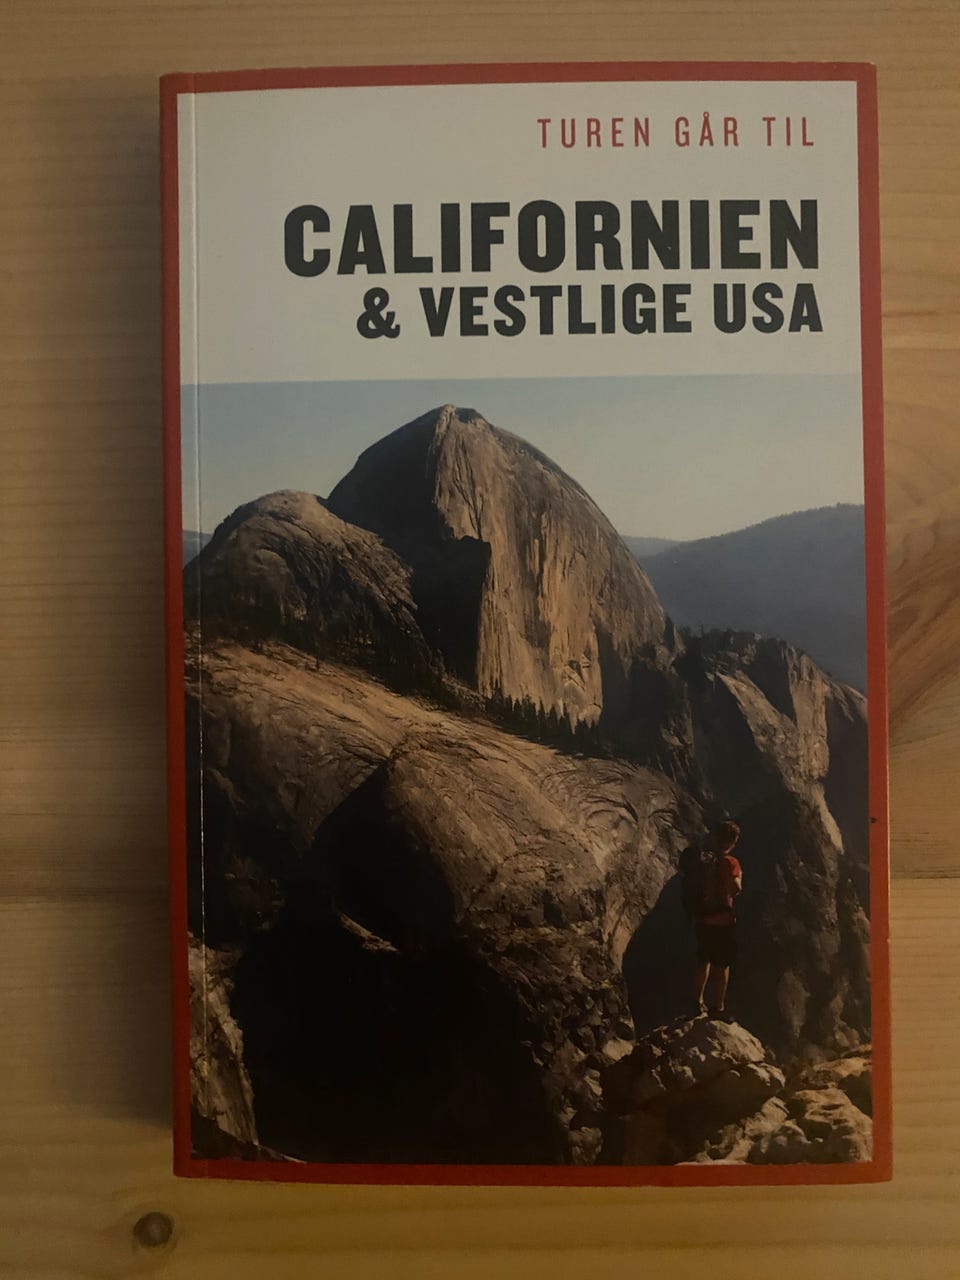 TUREN GÅR TIL
CALIFORNIEN
& VESTLIGE USA